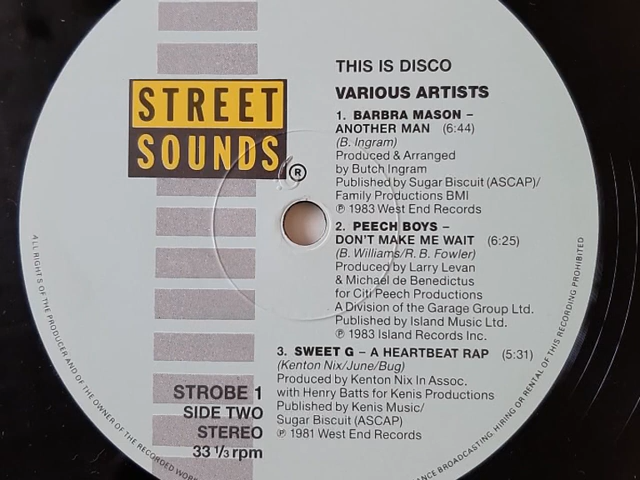 STREET
SOUNDS
®
THIS IS DISCO
VARIOUS ARTISTS
1. BARBRA MASON –
ANOTHER MAN (6:44)
(B. Ingram)
Produced & Arranged
by Butch Ingram
Published by Sugar Biscuit (ASCAP)/
Family Productions BMI
℗ 1983 West End Records
2. PEECH BOYS –
DON'T MAKE ME WAIT (6:25)
(B. Williams/R. B. Fowler)
Produced by Larry Levan
& Michael de Benedictus
for Citi Peech Productions
A Division of the Garage Group Ltd.
Published by Island Music Ltd.
℗ 1983 Island Records Inc.
3. SWEET G – A HEARTBEAT RAP (5:31)
(Kenton Nix/June/Bug)
Produced by Kenton Nix In Assoc.
with Henry Batts for Kenis Productions
Published by Kenis Music/
Sugar Biscuit (ASCAP)
℗ 1981 West End Records
STROBE 1
SIDE TWO
STEREO
33 1/3 rpm
ALL RIGHTS OF THE PRODUCER AND OF THE OWNER OF THE RECORDED WORK
BROADCASTING, HIRING OR RENTAL OF THIS RECORDING PROHIBITED